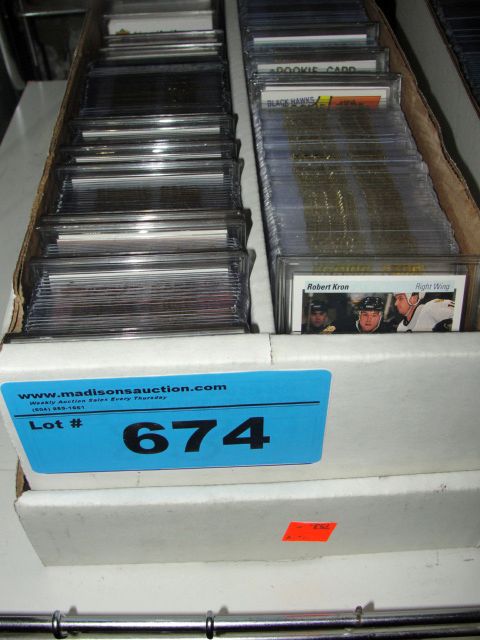 ROOKIE CARD
BLACK HAWKS
Robert Kron Right Wing
www.madisonsauction.com
Weekly Auction Sales Every Thursday
Lot # 674